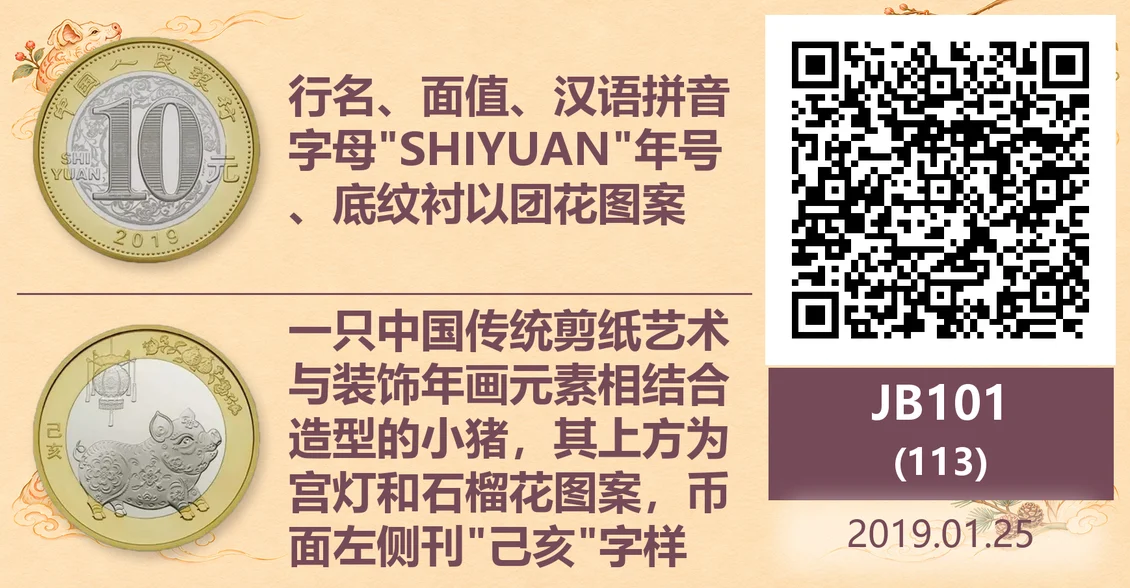 中国人民银行
10元
SHI
YUAN
2019
行名、面值、汉语拼音
字母"SHIYUAN"年号
、底纹衬以团花图案
己亥
一只中国传统剪纸艺术
与装饰年画元素相结合
造型的小猪，其上方为
宫灯和石榴花图案，币
面左侧刊"己亥"字样
JB101
(113)
2019.01.25